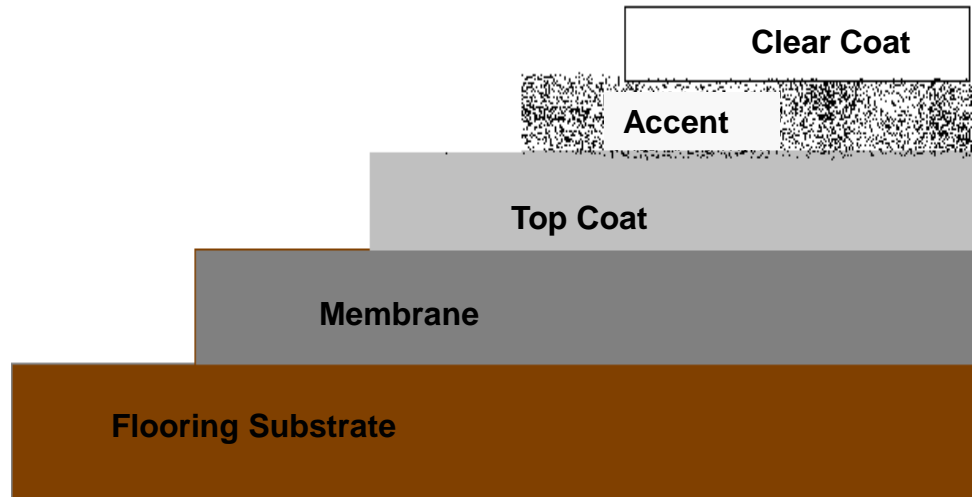 Clear Coat
Accent
Top Coat
Membrane
Flooring Substrate